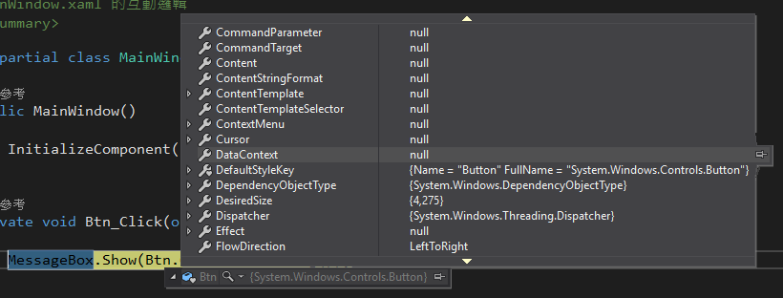 nWindow.xaml 的互動邏輯
ummary>
partial class MainWin
參考
lic MainWindow()
InitializeComponent(
參考
vate void Btn_Click(o
MessageBox.Show(Btn.
CommandParameter null
CommandTarget null
Content null
ContentStringFormat null
ContentTemplate null
ContentTemplateSelector null
ContextMenu null
Cursor null
DataContext null
DefaultStyleKey {Name = "Button" FullName = "System.Windows.Controls.Button"}
DependencyObjectType {System.Windows.DependencyObjectType}
DesiredSize {4,275}
Dispatcher {System.Windows.Threading.Dispatcher}
Effect null
FlowDirection LeftToRight
Btn {System.Windows.Controls.Button}